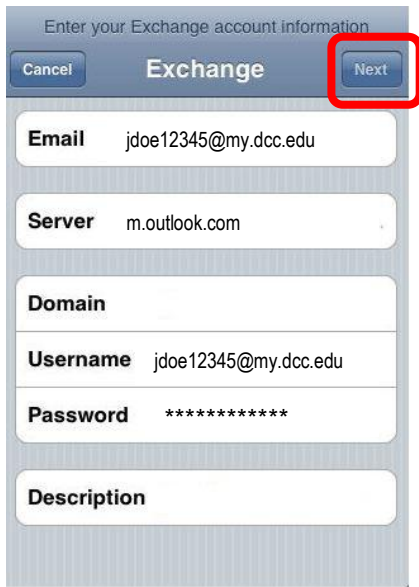 Enter your Exchange account information
Cancel Exchange Next
Email jdoe12345@my.dcc.edu
Server m.outlook.com
Domain
Username jdoe12345@my.dcc.edu
Password ************
Description